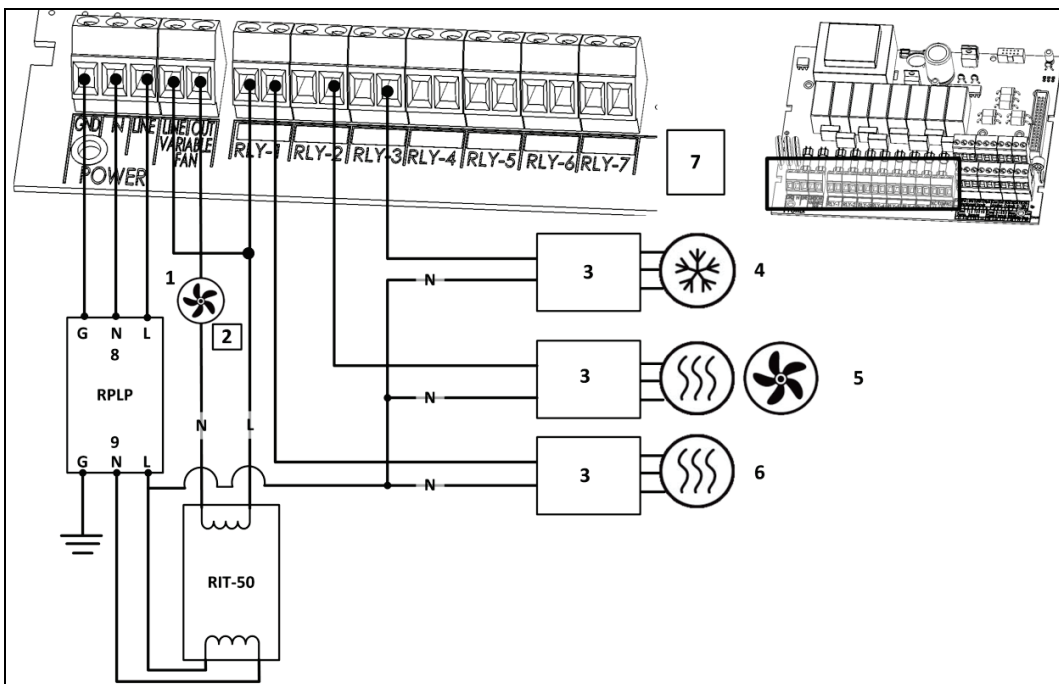 GND IN LINE LINE OUT
VARIABLE
FAN
POWER
RLY-1 RLY-2 RLY-3 RLY-4 RLY-5 RLY-6 RLY-7
7
1
2
3
N
4
G N L
8
RPLP
9
G N L
3
N
5
N L
3
N
6
RIT-50